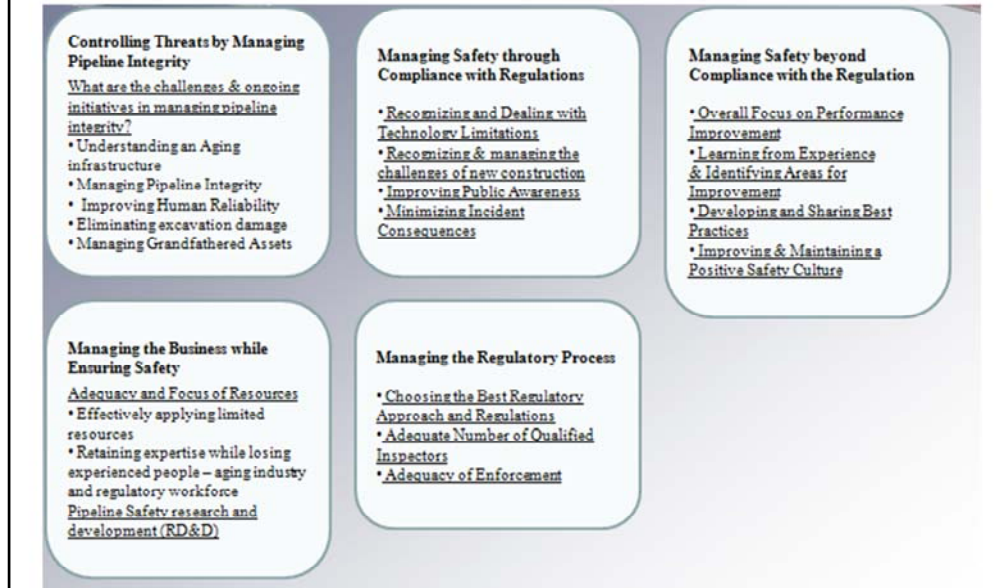 Controlling Threats by Managing
Pipeline Integrity
What are the challenges & ongoing
initiatives in managing pipeline
integrity?
• Understanding an Aging
infrastructure
• Managing Pipeline Integrity
• Improving Human Reliability
• Eliminating excavation damage
• Managing Grandfathered Assets
Managing Safety through
Compliance with Regulations
• Recognizing and Dealing with
Technology Limitations
• Recognizing & managing the
challenges of new construction
• Improving Public Awareness
• Minimizing Incident
Consequences
Managing Safety beyond
Compliance with the Regulation
• Overall Focus on Performance
Improvement
• Learning from Experience
& Identifying Areas for
Improvement
• Developing and Sharing Best
Practices
• Improving & Maintaining a
Positive Safety Culture
Managing the Business while
Ensuring Safety
Adequacy and Focus of Resources
• Effectively applying limited
resources
• Retaining expertise while losing
experienced people – aging industry
and regulatory workforce
Pipeline Safety research and
development (RD&D)
Managing the Regulatory Process
• Choosing the Best Regulatory
Approach and Regulations
• Adequate Number of Qualified
Inspectors
• Adequacy of Enforcement